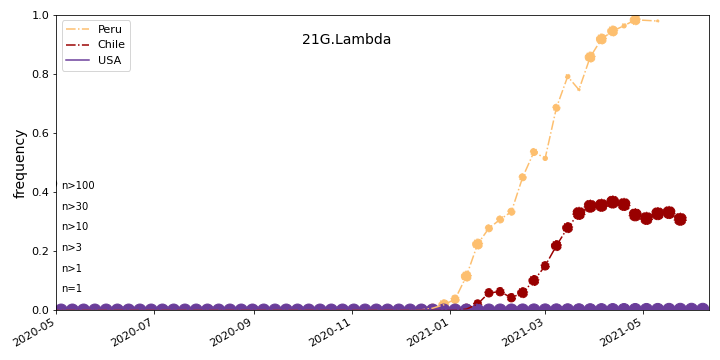 21G.Lambda
Peru
Chile
USA
frequency
1.0
0.8
0.6
0.4
0.2
0.0
n>100
n>30
n>10
n>3
n>1
n=1
2020-05
2020-07
2020-09
2020-11
2021-01
2021-03
2021-05